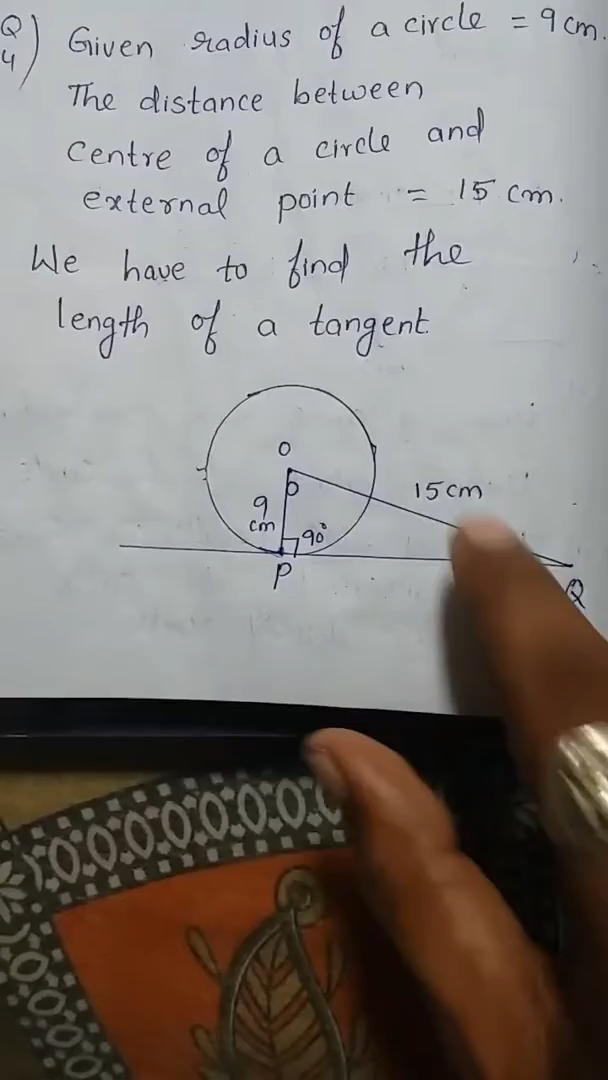 Q
4) Given radius of a circle = 9 cm.
The distance between
centre of a circle and
external point = 15 cm.
We have to find the
length of a tangent.
O
15cm
9
cm
90°
P
Q